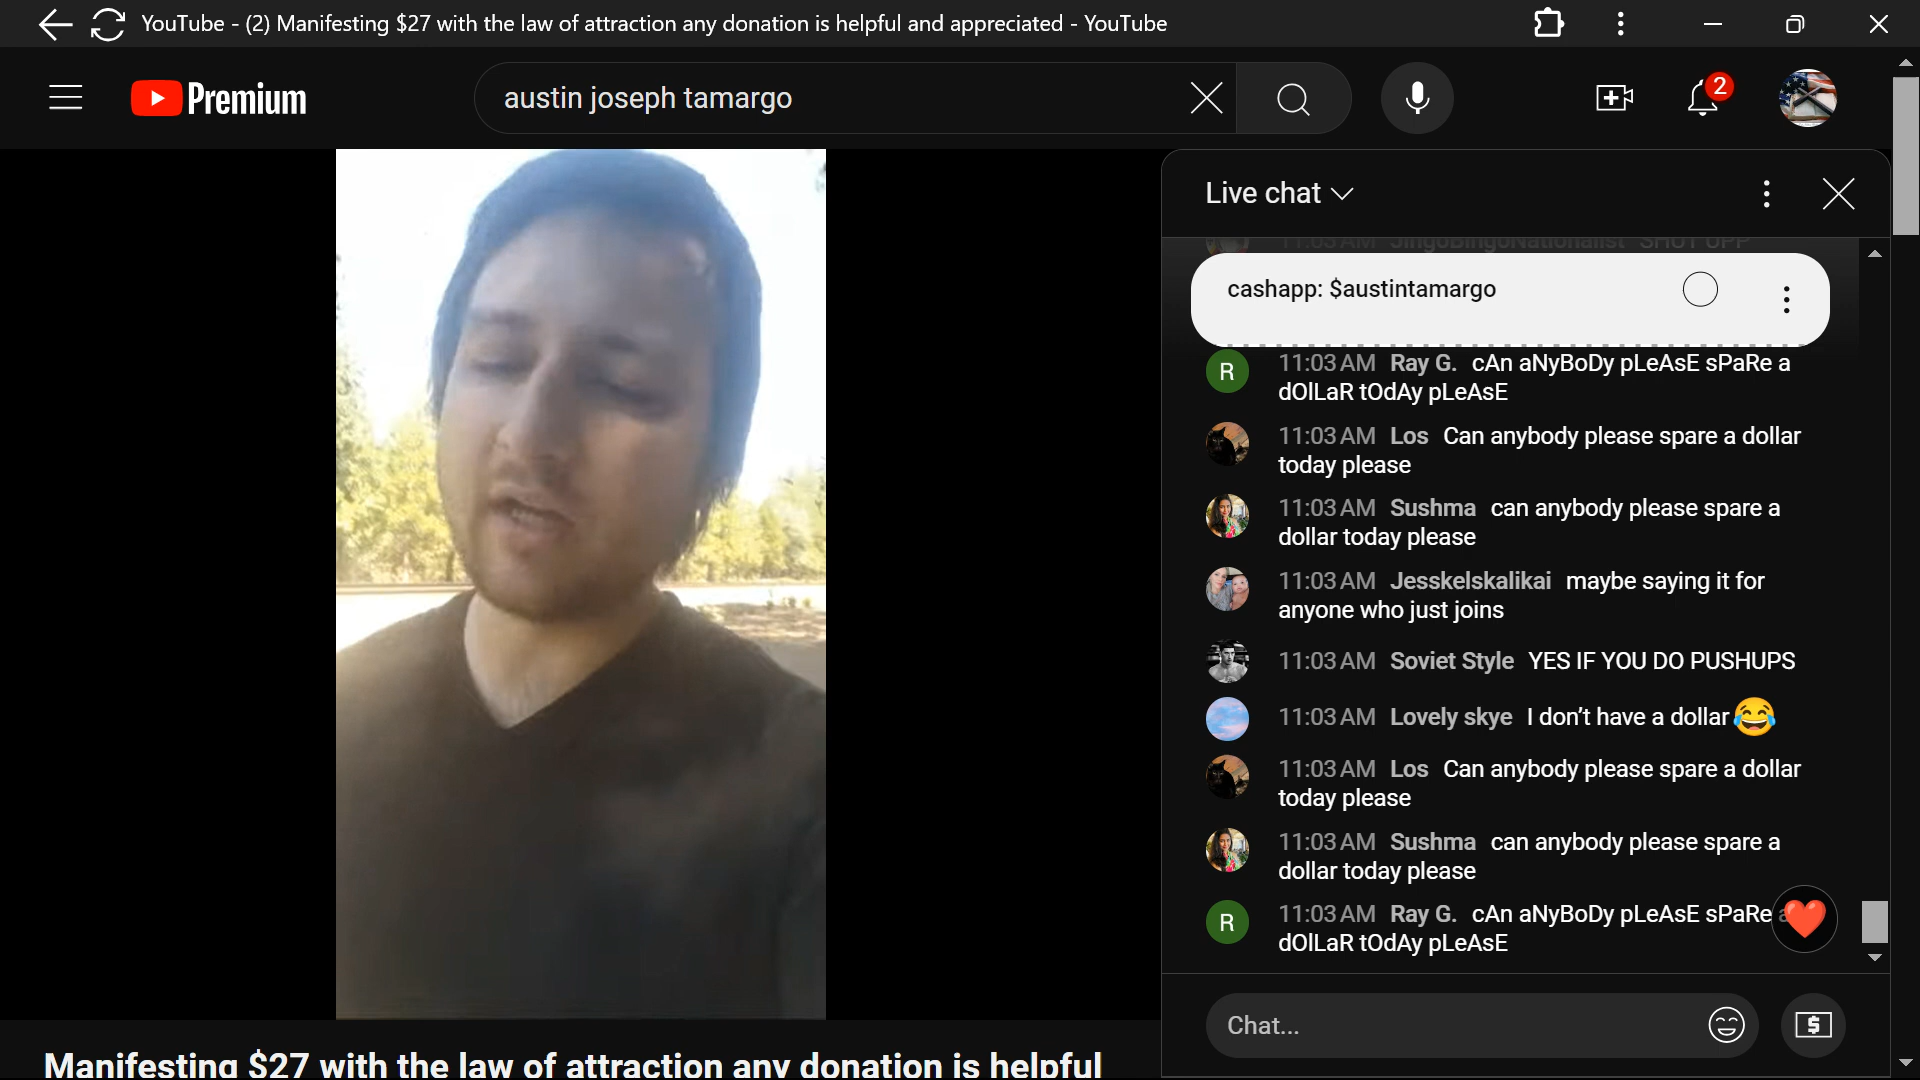 YouTube - (2) Manifesting $27 with the law of attraction any donation is helpful and appreciated - YouTube
Premium
austin joseph tamargo
2
Live chat
11:03 AM JingoBingoNationalist SHUT UPP
cashapp: $austintamargo
R
11:03 AM Ray G. cAn aNyBoDy pLeAsE sPaRe a
dOlLaR tOdAy pLeAsE
11:03 AM Los Can anybody please spare a dollar
today please
11:03 AM Sushma can anybody please spare a
dollar today please
11:03 AM Jesskelskalikai maybe saying it for
anyone who just joins
11:03 AM Soviet Style YES IF YOU DO PUSHUPS
11:03 AM Lovely skye I don't have a dollar😂
11:03 AM Los Can anybody please spare a dollar
today please
11:03 AM Sushma can anybody please spare a
dollar today please
R
11:03 AM Ray G. cAn aNyBoDy pLeAsE sPaRe a
dOlLaR tOdAy pLeAsE
Chat...
$
Manifesting $27 with the law of attraction any donation is helpful